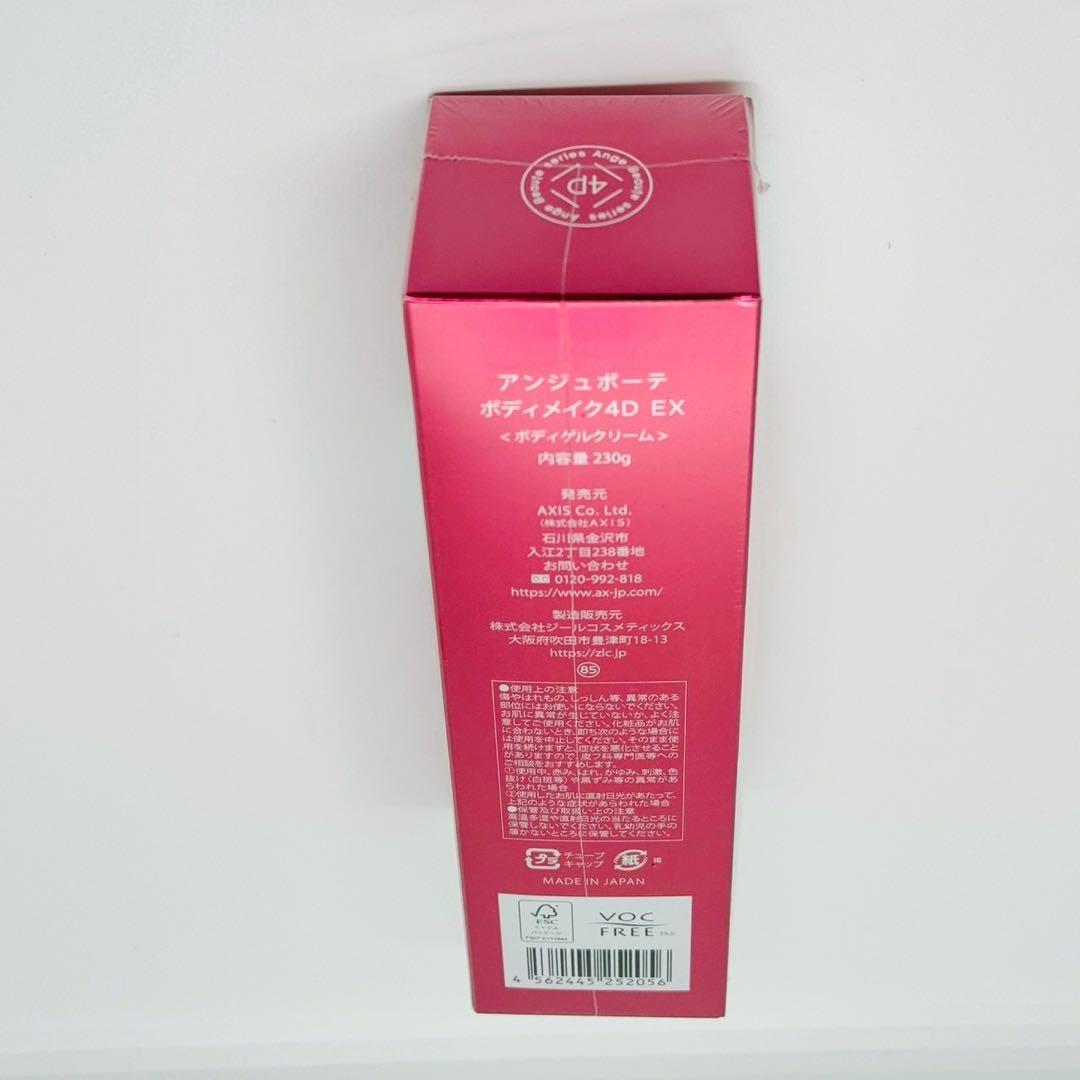 Ange Beaute series Ange Beaute series
4D
アンジュボーテ
ボディメイク4D EX
<ボディゲルクリーム>
内容量 230g
発売元
AXIS Co. Ltd.
(株式会社AXIS)
石川県金沢市
入江2丁目238番地
お問い合わせ
0120-992-818
https://www.ax-jp.com/
製造販売元
株式会社ジールコスメティックス
大阪府吹田市豊津町18-13
https://zlc.jp
85
●使用上の注意
傷やはれもの、しっしん等、異常のある
部位にはお使いにならないでください。
お肌に異常が生じていないか、よく注
意してご使用ください。化粧品がお肌
に合わないとき、即ち次のような場合に
は使用を中止してください。そのまま使
用を続けますと、症状を悪化させること
がありますので、皮フ科専門医等への
ご相談をおすすめします。
①使用中、赤み、はれ、かゆみ、刺激、色
抜け(白斑等)や黒ずみ等の異常があ
らわれた場合
②使用したお肌に直射日光があたって、
上記のような症状があらわれた場合
●保管及び取扱い上の注意
高温多湿や直射日光の当たるところに
保管しないでください。乳幼児の手の
届かないところに保管してください。
プラ チューブ
キャップ
紙 箱
MADE IN JAPAN
FSC
ミックス
パッケージ
VOC
FREE
4 562445 252056